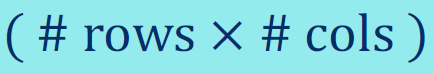 ( # rows × # cols )